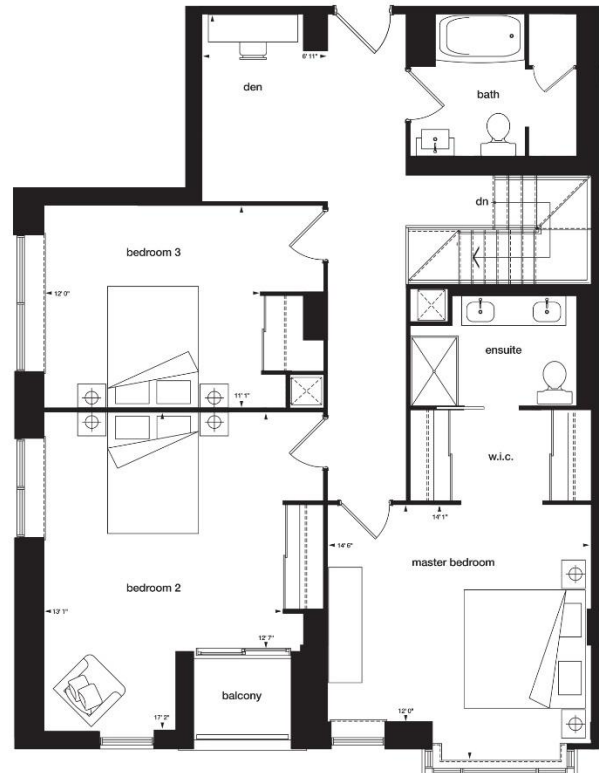 6' 11"
den
bath
dn
bedroom 3
12' 0"
ensuite
11' 1"
w.i.c.
14' 1"
14' 6"
master bedroom
bedroom 2
13' 1"
12' 7"
balcony
17' 2"
12' 0"